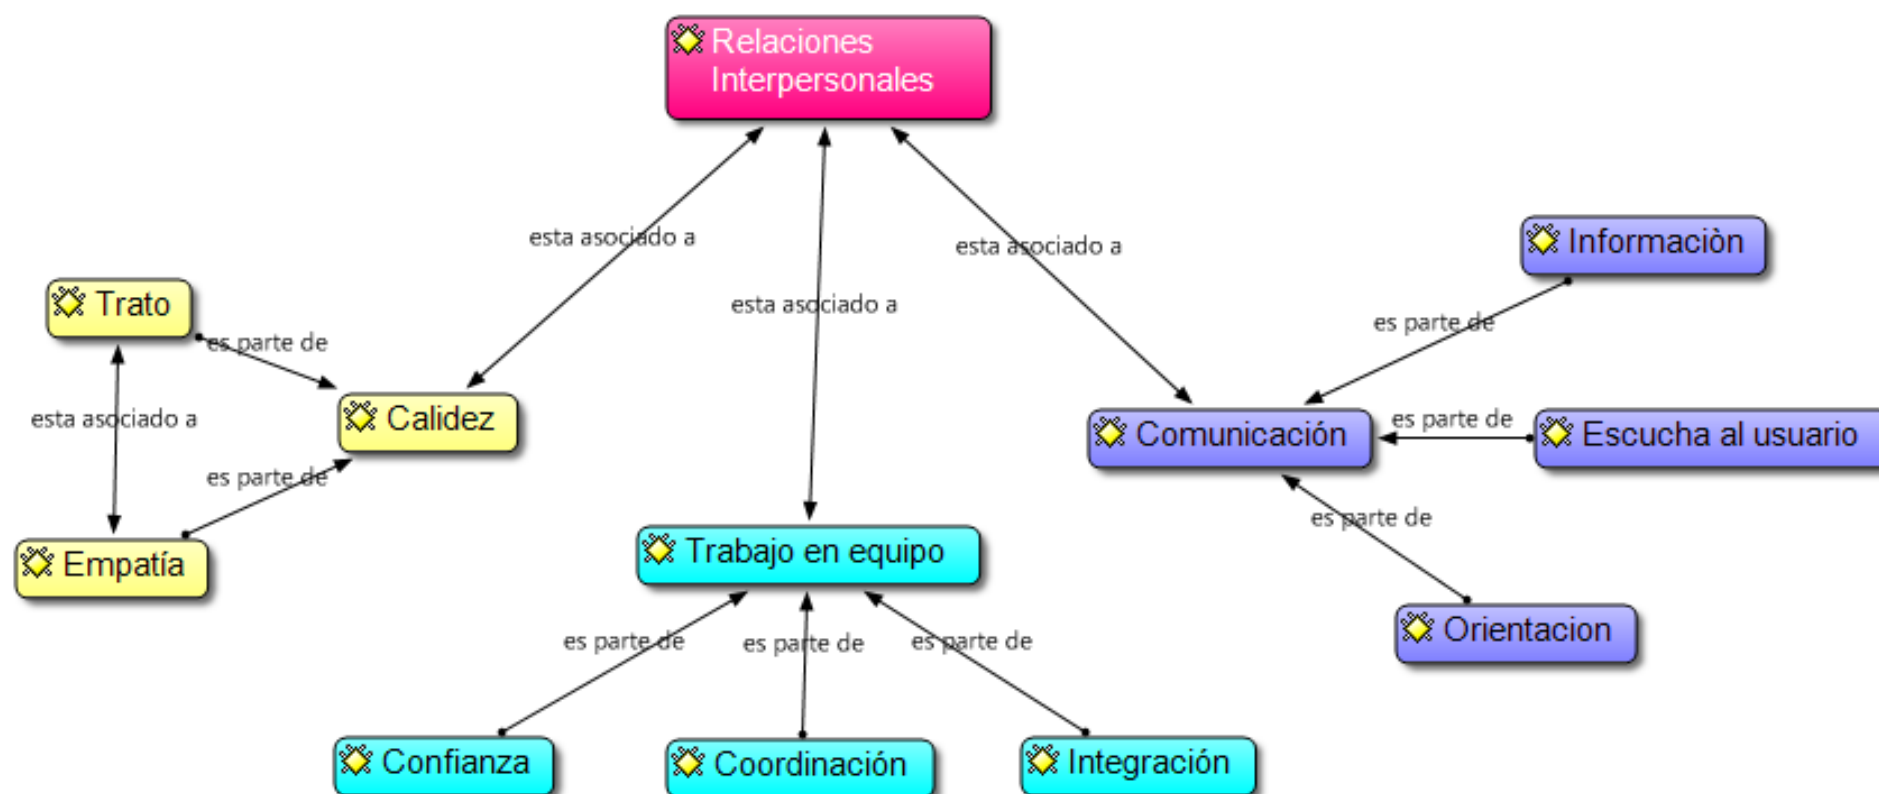 Relaciones
Interpersonales
esta asociado a
esta asociado a
esta asociado a
Informaciòn
es parte de
Trato
es parte de
esta asociado a
Calidez
es parte de
Empatía
Comunicación
es parte de
Escucha al usuario
es parte de
Orientacion
Trabajo en equipo
es parte de
es parte de
es parte de
Confianza
Coordinación
Integración